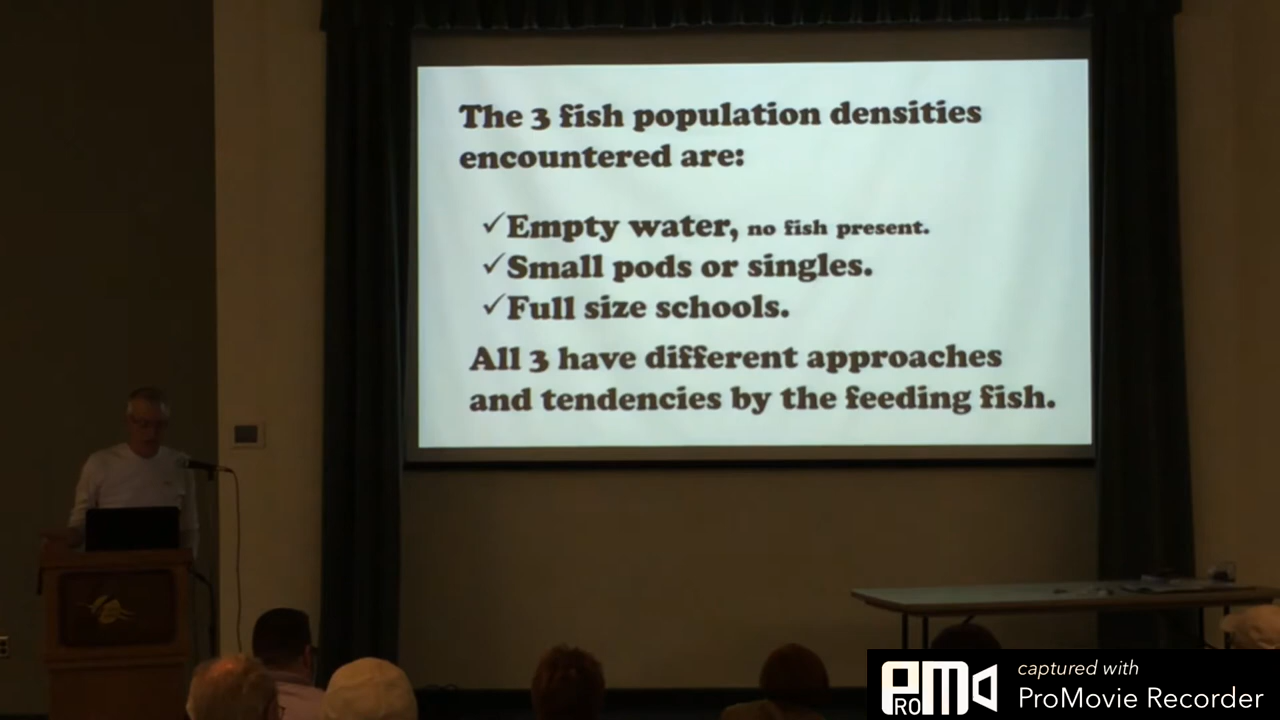 The 3 fish population densities
encountered are:
✓Empty water, no fish present.
✓Small pods or singles.
✓Full size schools.
All 3 have different approaches
and tendencies by the feeding fish.
PRO M
captured with
ProMovie Recorder